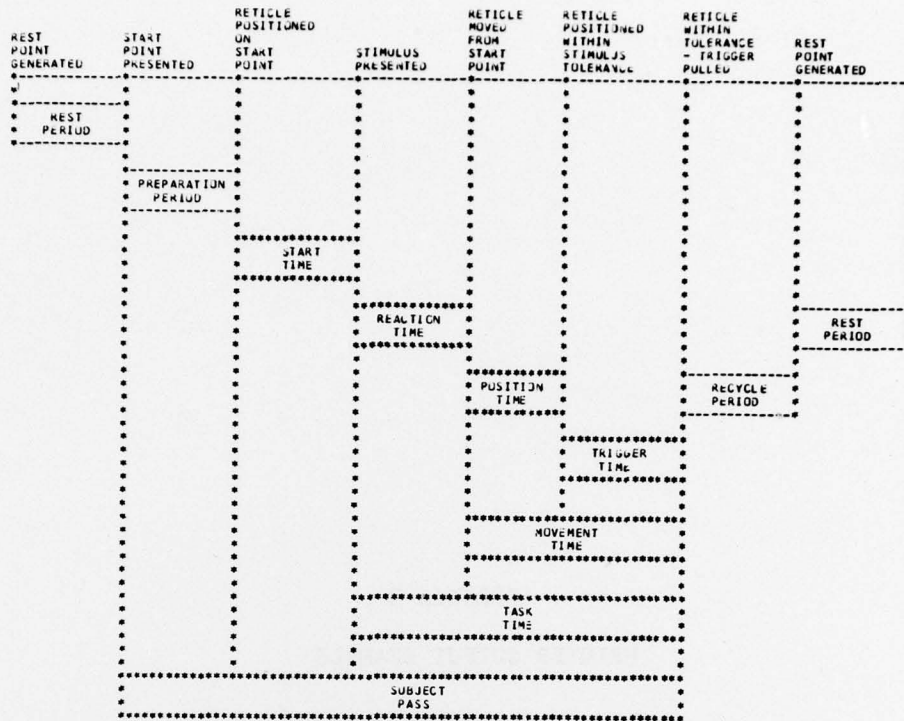 REST
POINT
GENERATED
START
POINT
PRESENTED
RETICLE
POSITIONED
ON
START
POINT
STIMULUS
PRESENTED
RETICLE
MOVED
FROM
START
POINT
RETICLE
POSITIONED
WITHIN
STIMULUS
TOLERANCE
RETICLE
WITHIN
TOLERANCE
- TRIGGER
PULLED
REST
POINT
GENERATED
REST
PERIOD
PREPARATION
PERIOD
START
TIME
REACTION
TIME
REST
PERIOD
POSITION
TIME
RECYCLE
PERIOD
TRIGGER
TIME
MOVEMENT
TIME
TASK
TIME
SUBJECT
PASS